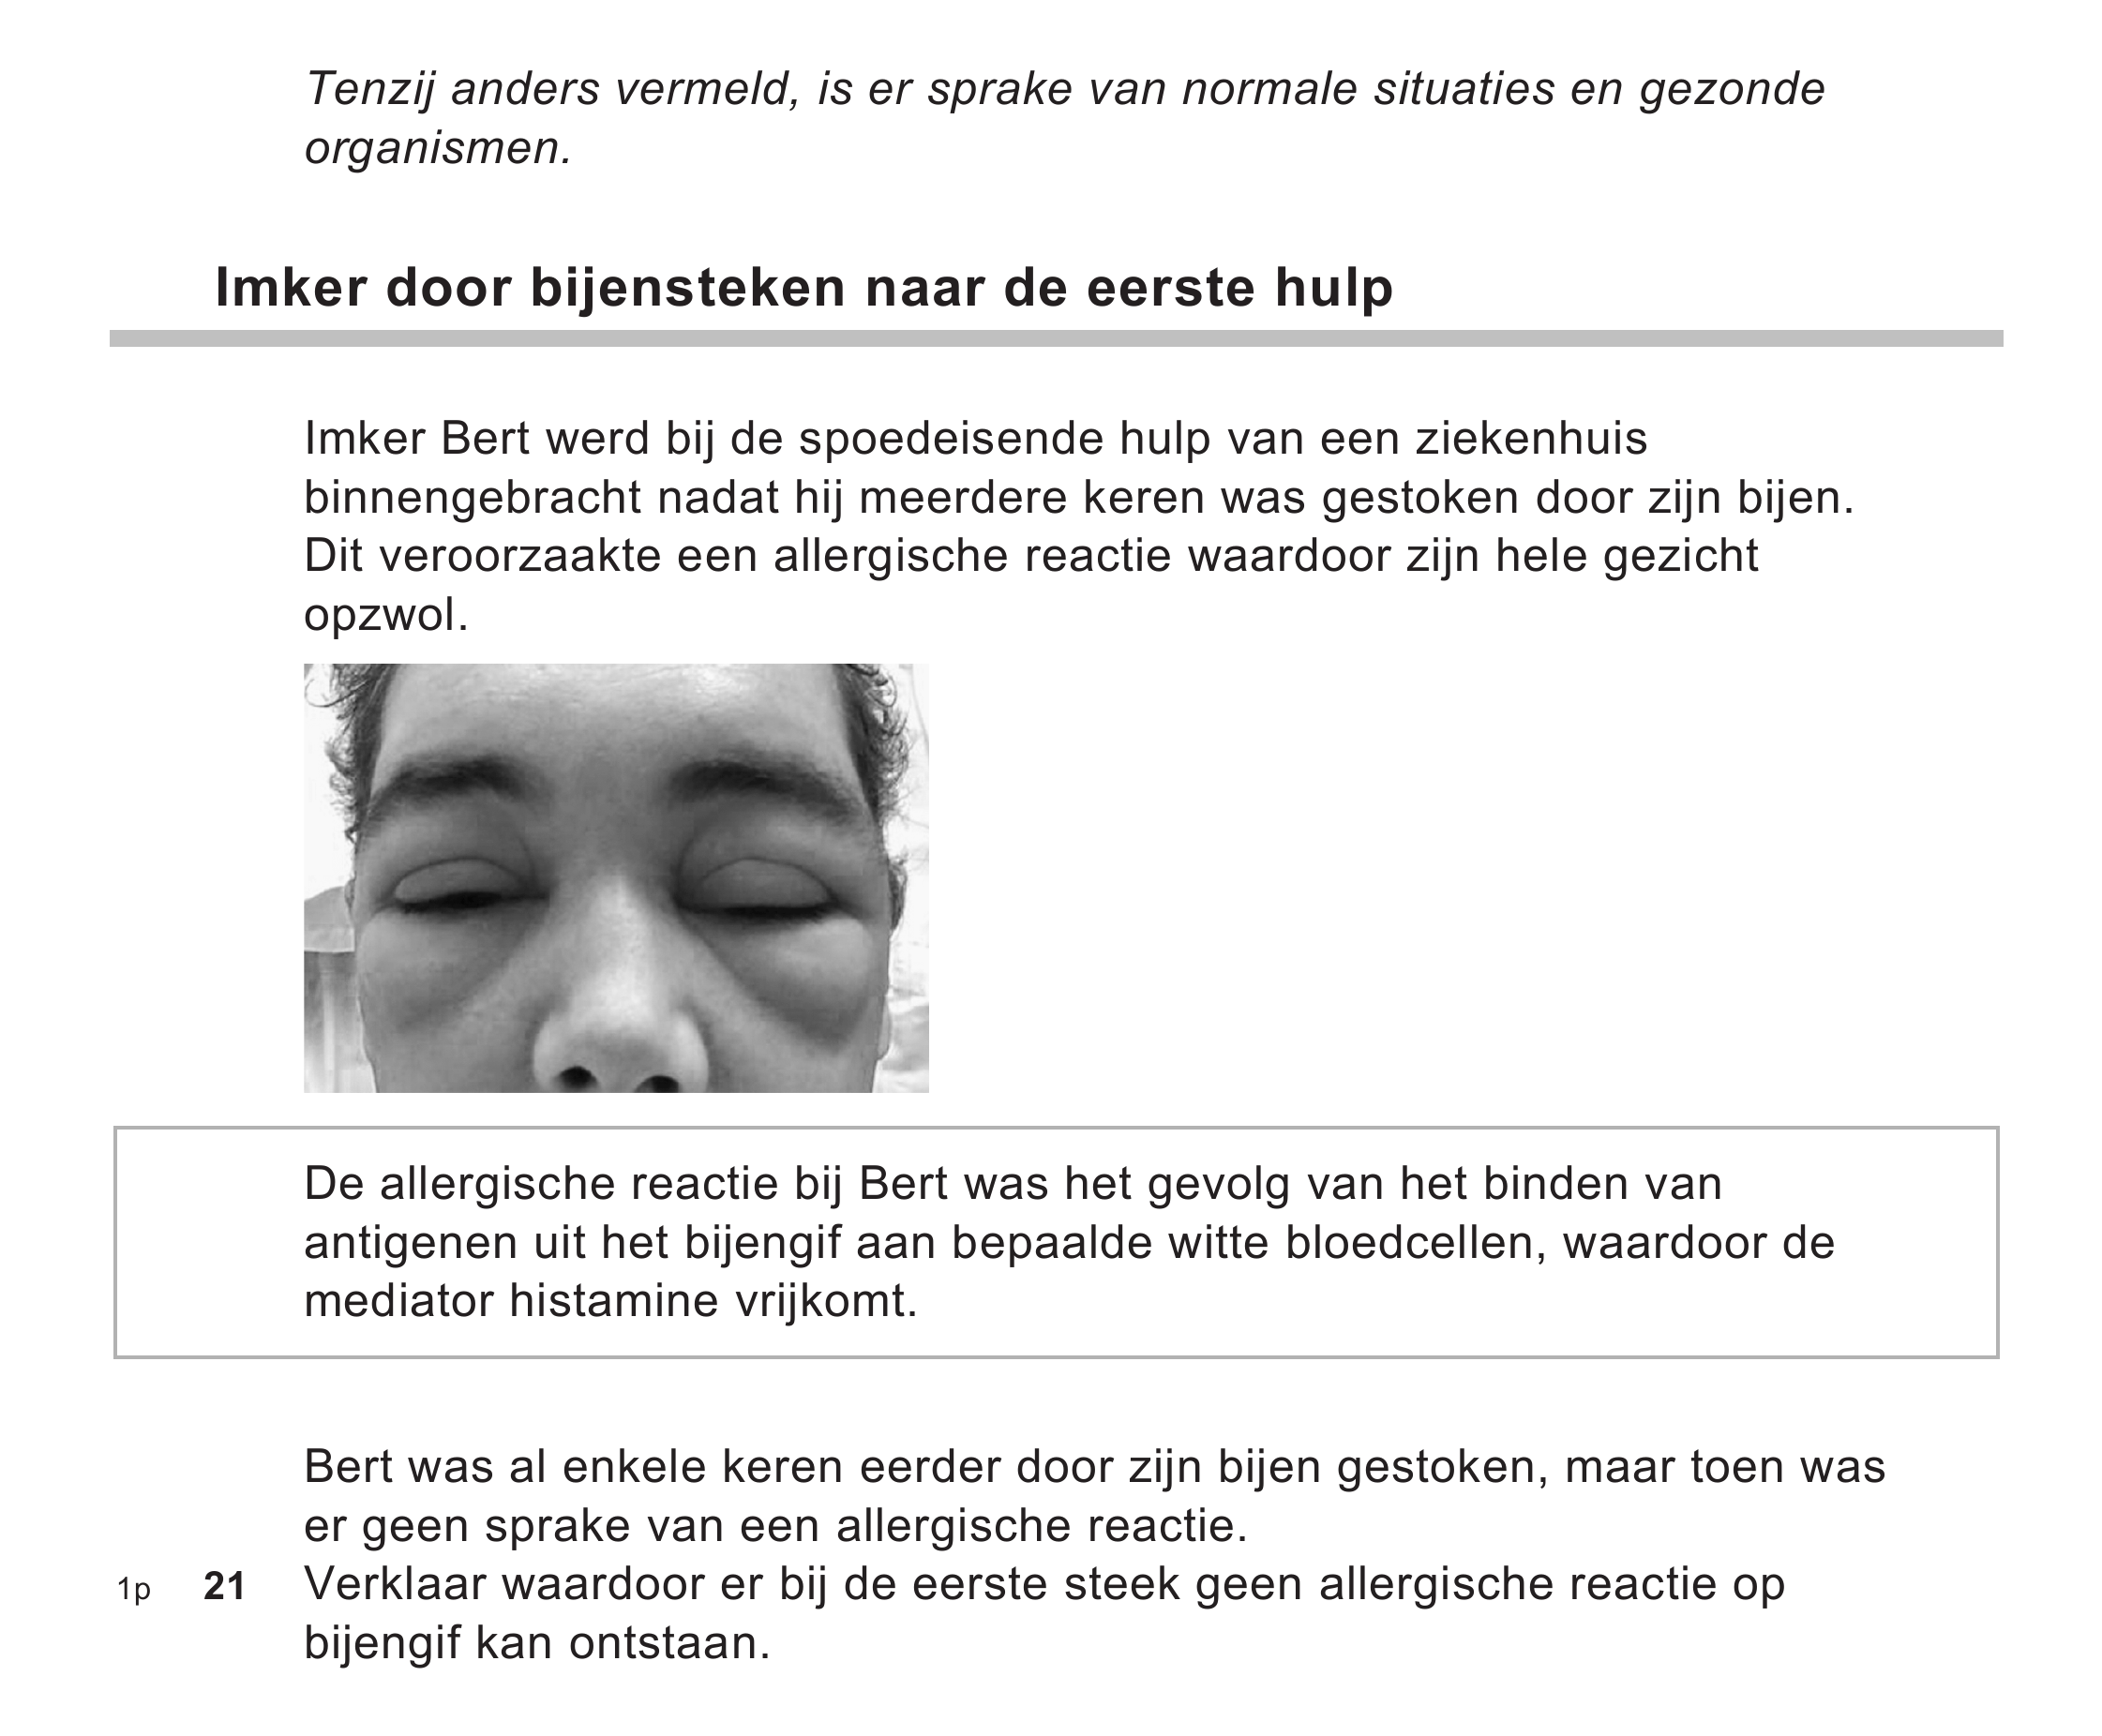 Tenzij anders vermeld, is er sprake van normale situaties en gezonde
organismen.
Imker door bijensteken naar de eerste hulp
Imker Bert werd bij de spoedeisende hulp van een ziekenhuis
binnengebracht nadat hij meerdere keren was gestoken door zijn bijen.
Dit veroorzaakte een allergische reactie waardoor zijn hele gezicht
opzwol.
De allergische reactie bij Bert was het gevolg van het binden van
antigenen uit het bijengif aan bepaalde witte bloedcellen, waardoor de
mediator histamine vrijkomt.
Bert was al enkele keren eerder door zijn bijen gestoken, maar toen was
er geen sprake van een allergische reactie.
1p 21 Verklaar waardoor er bij de eerste steek geen allergische reactie op
bijengif kan ontstaan.